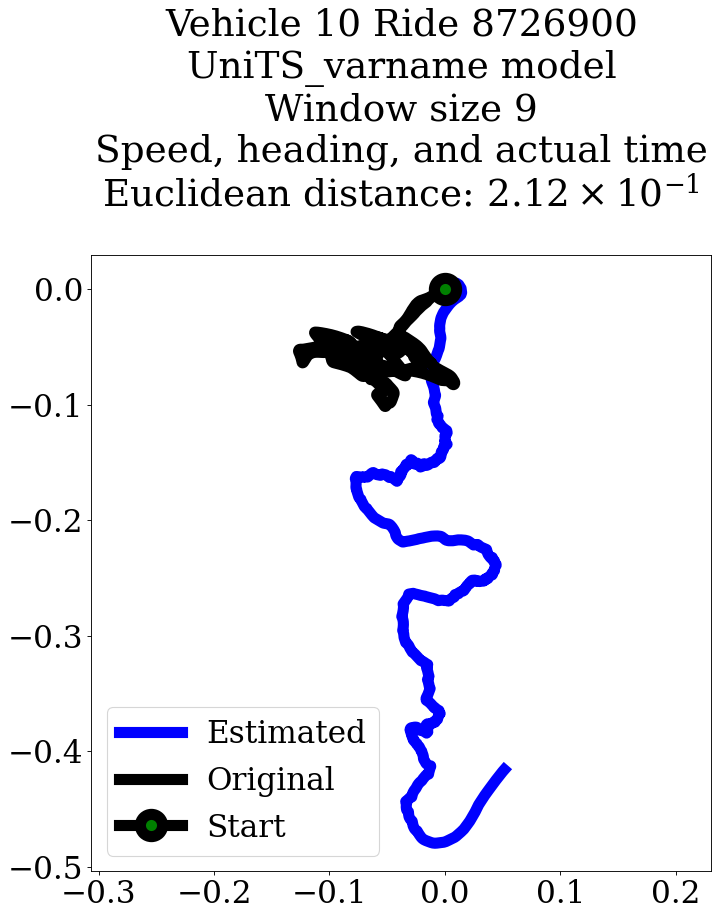 Vehicle 10 Ride 8726900
UniTS_varname model
Window size 9
Speed, heading, and actual time
Euclidean distance: 2.12 × 10⁻¹
0.0
−0.1
−0.2
−0.3
−0.4
−0.5
Estimated
Original
Start
−0.3 −0.2 −0.1 0.0 0.1 0.2